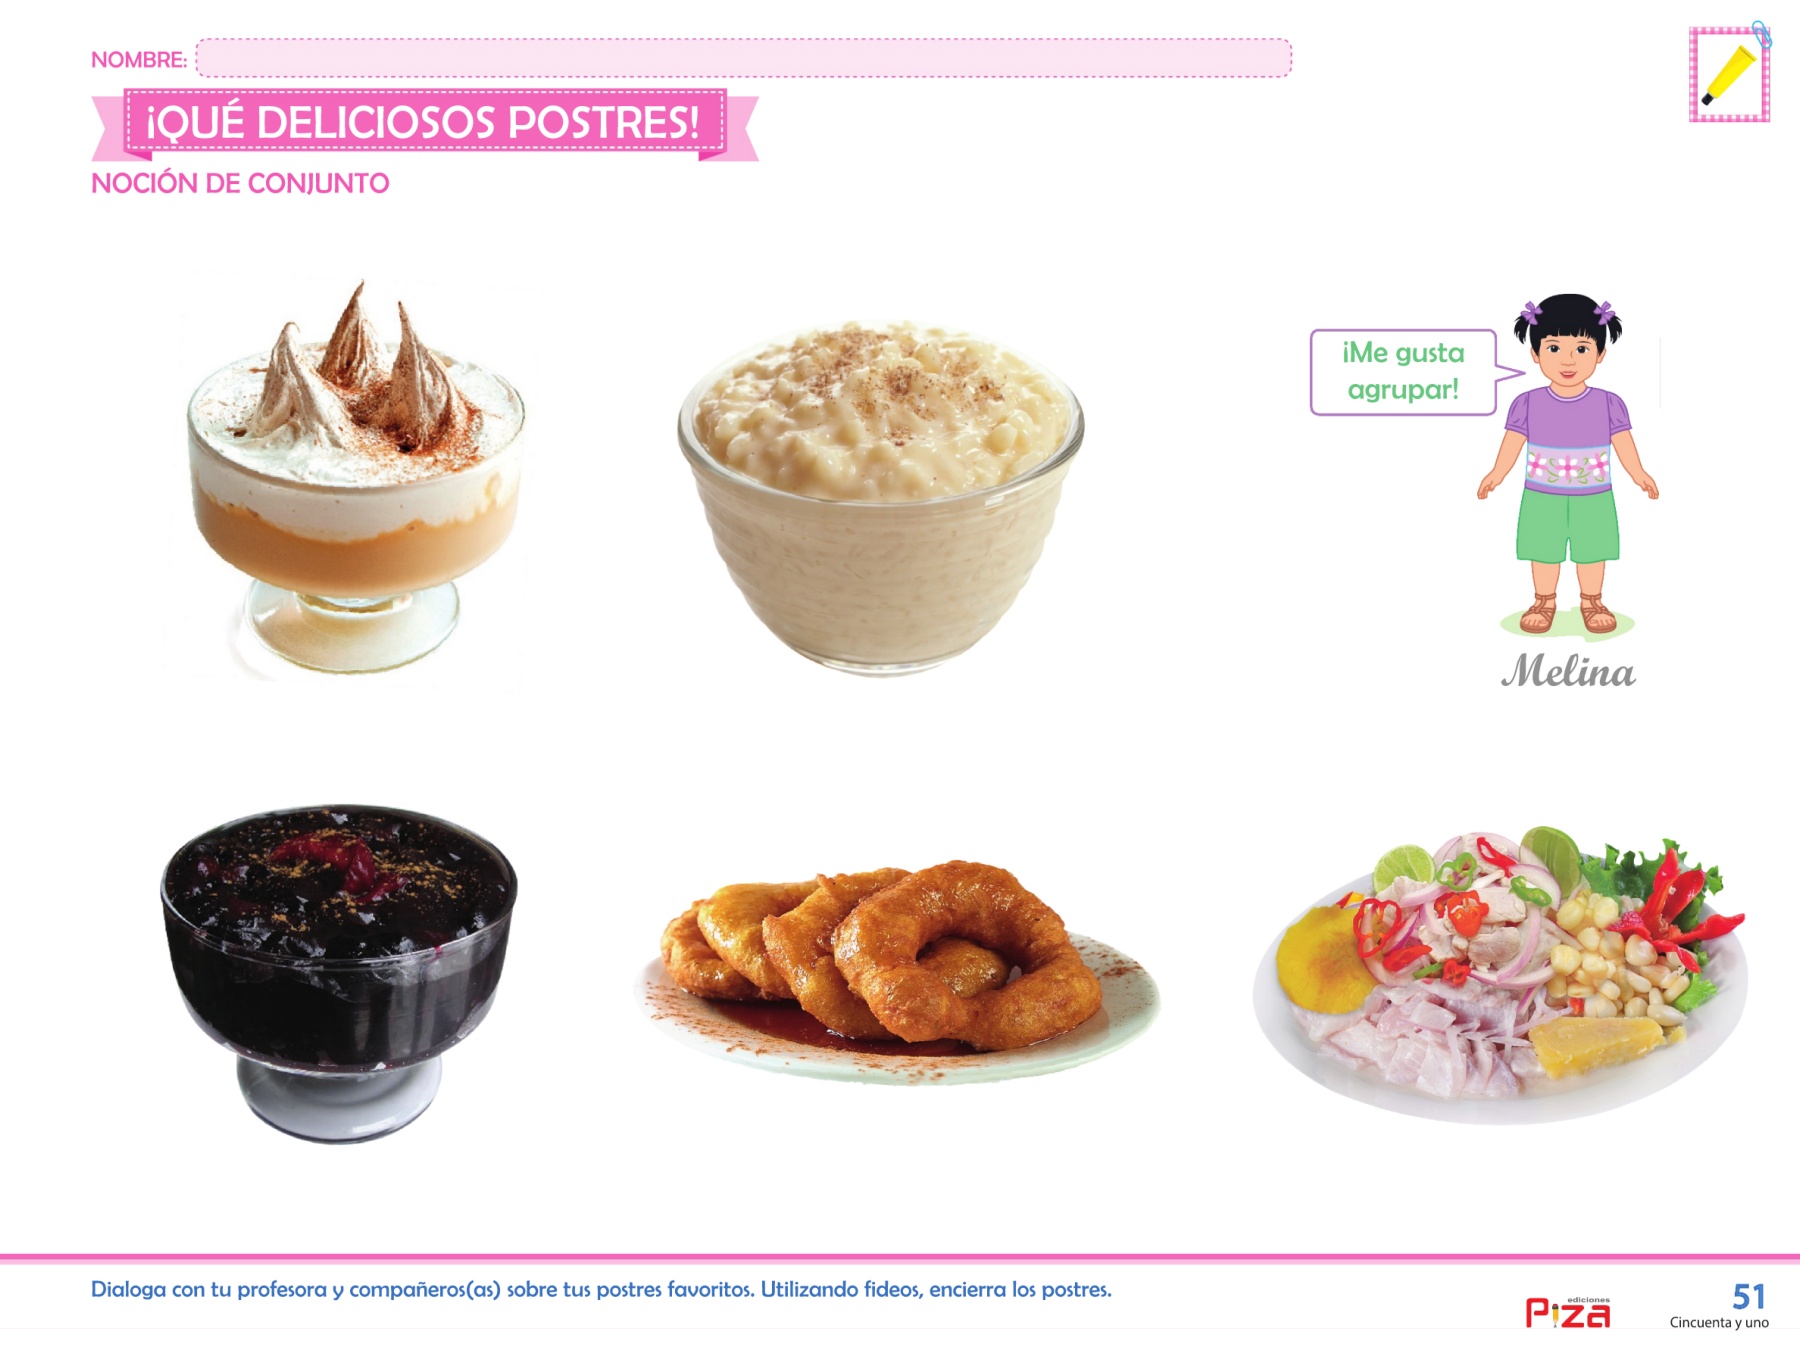 NOMBRE:
¡QUÉ DELICIOSOS POSTRES!
NOCIÓN DE CONJUNTO
¡Me gusta
agrupar!
Melina
Dialoga con tu profesora y compañeros(as) sobre tus postres favoritos. Utilizando fideos, encierra los postres.
ediciones
Piza
51
Cincuenta y uno